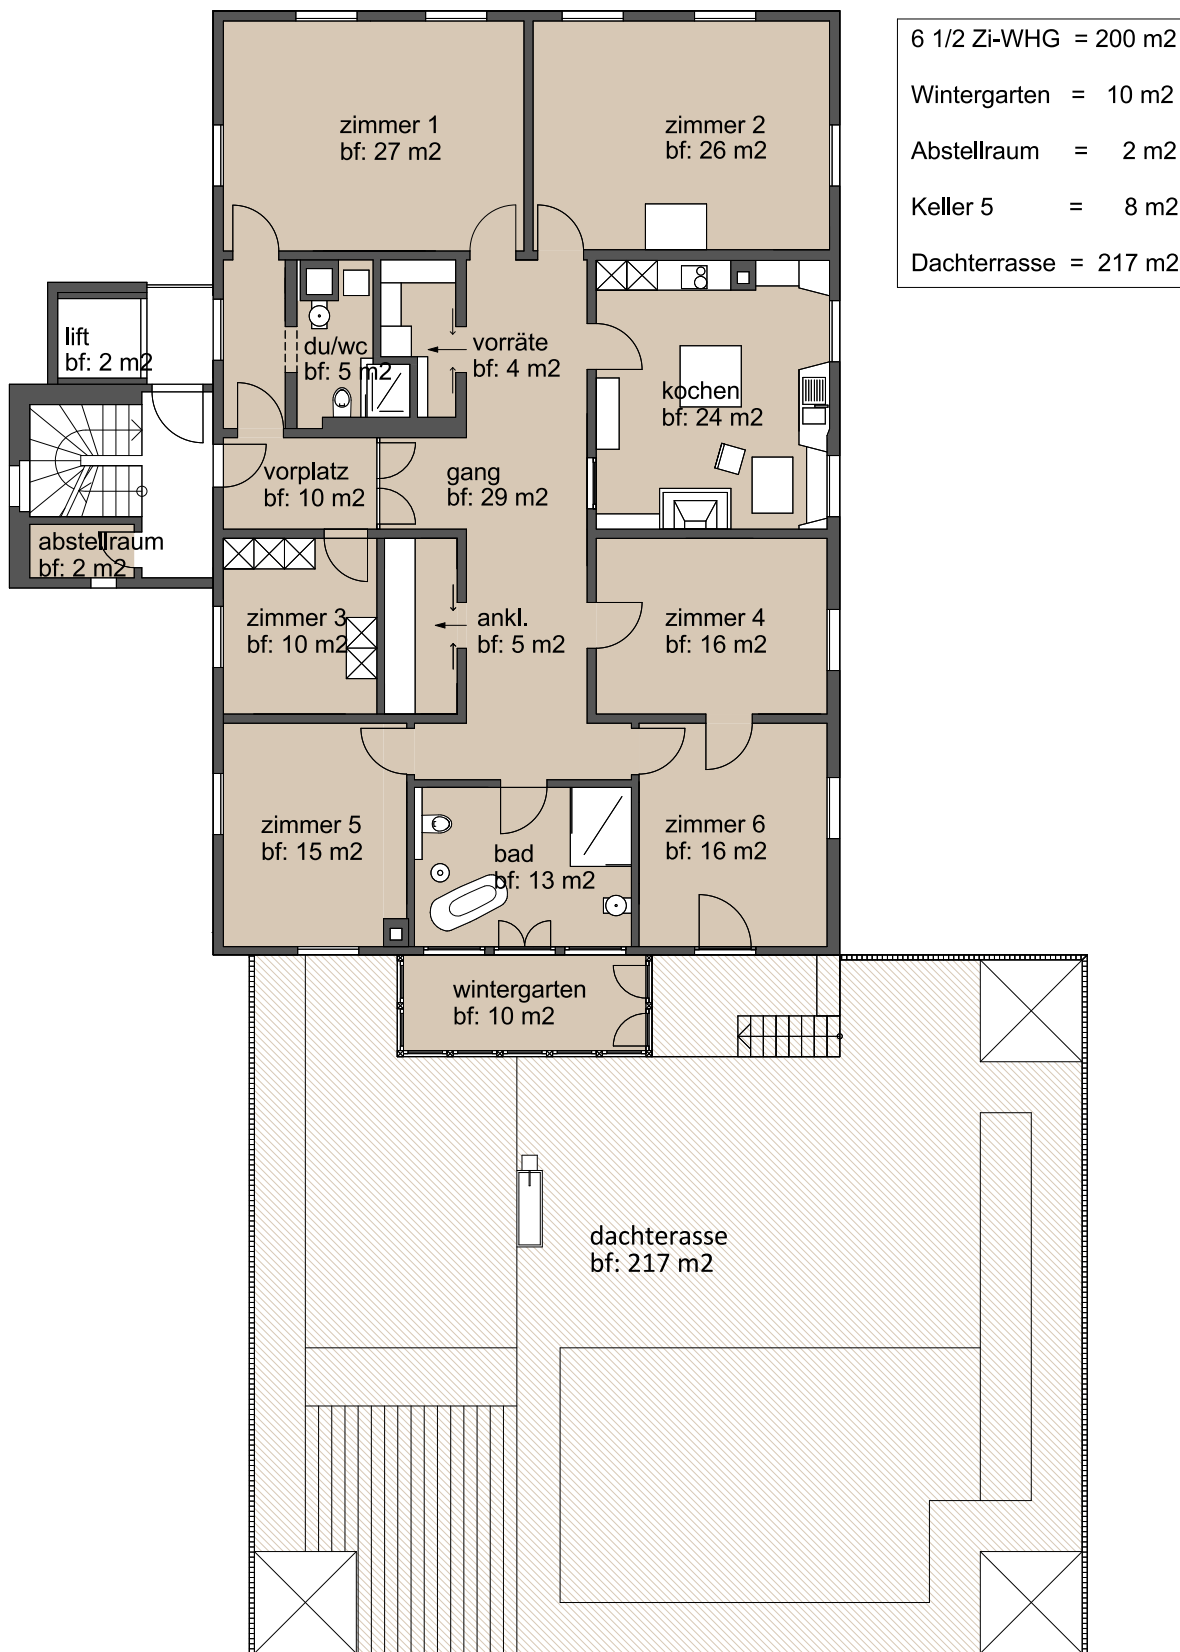 6 1/2 Zi-WHG = 200 m2
Wintergarten = 10 m2
Abstellraum = 2 m2
Keller 5 = 8 m2
Dachterrasse = 217 m2
zimmer 1
bf: 27 m2
zimmer 2
bf: 26 m2
lift
bf: 2 m2
du/wc
bf: 5 m2
vorräte
bf: 4 m2
kochen
bf: 24 m2
vorplatz
bf: 10 m2
gang
bf: 29 m2
abstellraum
bf: 2 m2
zimmer 3
bf: 10 m2
ankl.
bf: 5 m2
zimmer 4
bf: 16 m2
zimmer 5
bf: 15 m2
bad
bf: 13 m2
zimmer 6
bf: 16 m2
wintergarten
bf: 10 m2
dachterasse
bf: 217 m2